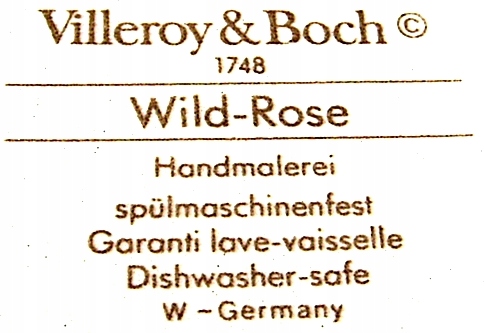 Villeroy & Boch ©
1748
Wild-Rose
Handmalerei
spülmaschinenfest
Garanti lave-vaisselle
Dishwasher-safe
W - Germany